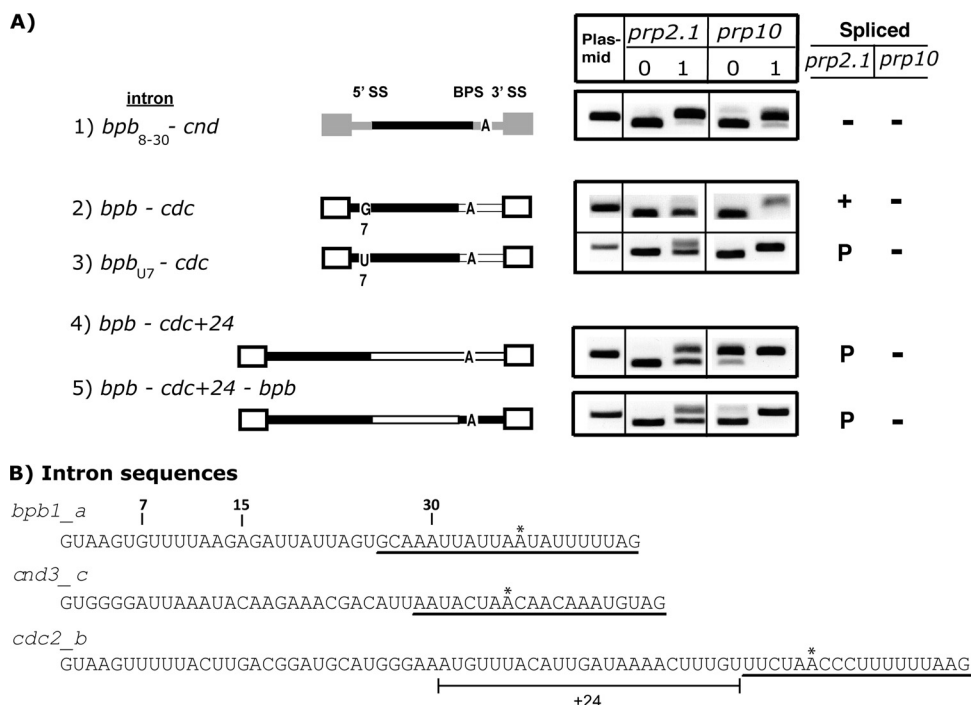 A)
Plas-mid prp2.1 prp10 Spliced
0 1 0 1 prp2.1 prp10
intron 5' SS BPS 3' SS
1) bpb8-30 - cnd A - -
2) bpb - cdc G A + -
7
3) bpbU7 - cdc U A P -
7
4) bpb - cdc+24
A P -
5) bpb - cdc+24 - bpb
A P -
B) Intron sequences
7 15 30
bpb1_a
*
GUAAGUGUUUUAAGAGAUUAUUAGUGCAAAUUAUUAAUAUUUUUAG
cnd3_c
*
GUGGGGAUUAAAUACAAGAAACGACAUUAAUACUAACAACAAAUGUAG
cdc2_b
*
GUAAGUUUUUACUUGACGGAUGCAUGGGAAAUGUUUACAUUGAUAAAACUUUGUUUCUAACCCUUUUUUAAG
+24